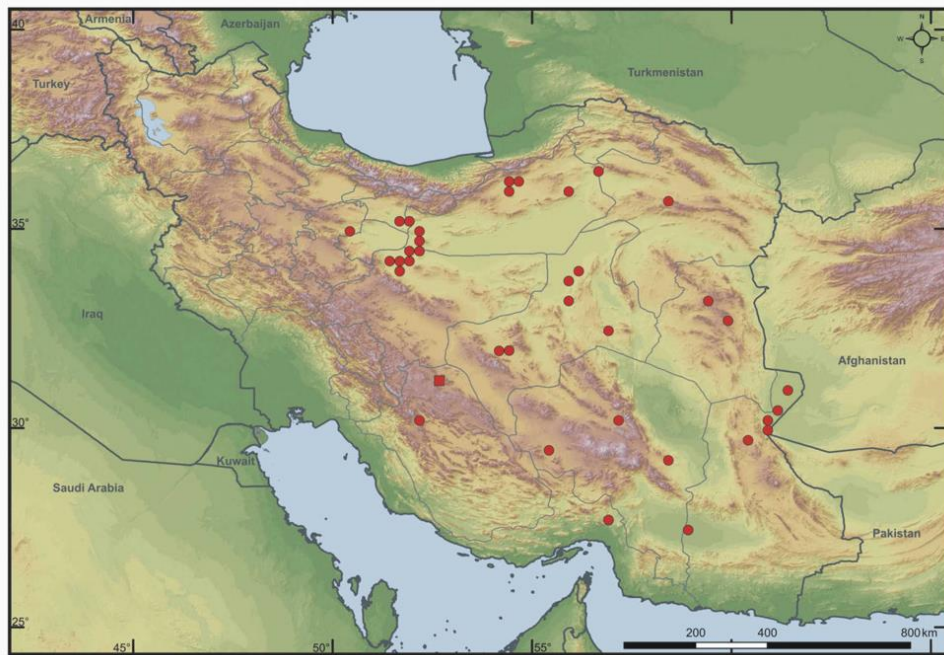 40°
Armenia
Azerbaijan
N
W E
S
Turkey
Turkmenistan
35°
Iraq
Afghanistan
30°
Kuwait
Saudi Arabia
Pakistan
25°
45° 50° 55°
200 400 800 km